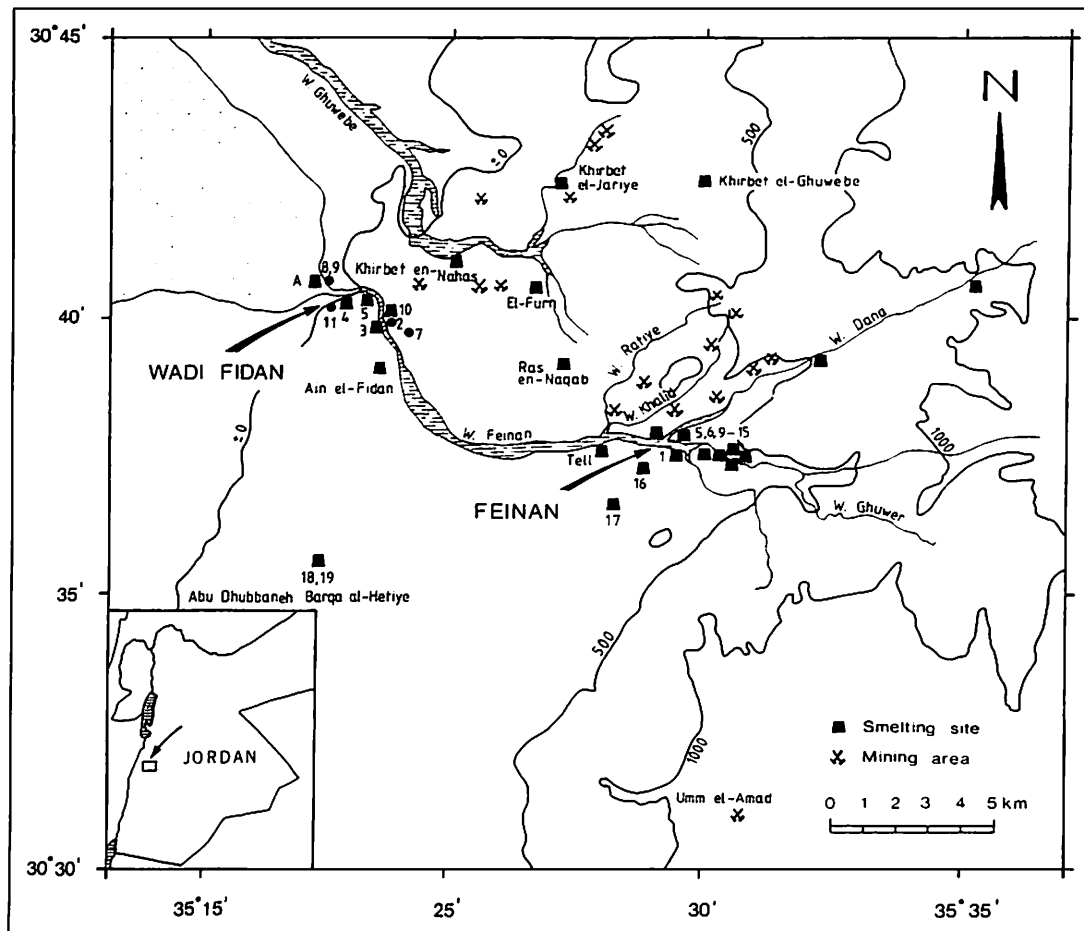 30°45'
W. Ghuwebe
±0
500
N
Khirbet
el-Jariye
Khirbet el-Ghuwebe
A
8,9
Khirbet en-Nahas
El-Furn
40'
11
4
5
10
3
2
7
WADI FIDAN
Ain el-Fidan
Ras
en-Naqab
W. Ratiye
W. Khalid
W. Dana
W. Feinan
Tell
1
5,6,9-15
1000
16
FEINAN
17
W. Ghuwer
±0
35'
18,19
Abu Dhubbaneh Barqa al-Hetiye
500
1000
JORDAN
Smelting site
Mining area
Umm el-Amad
0 1 2 3 4 5 km
30°30'
35°15'
25'
30'
35°35'